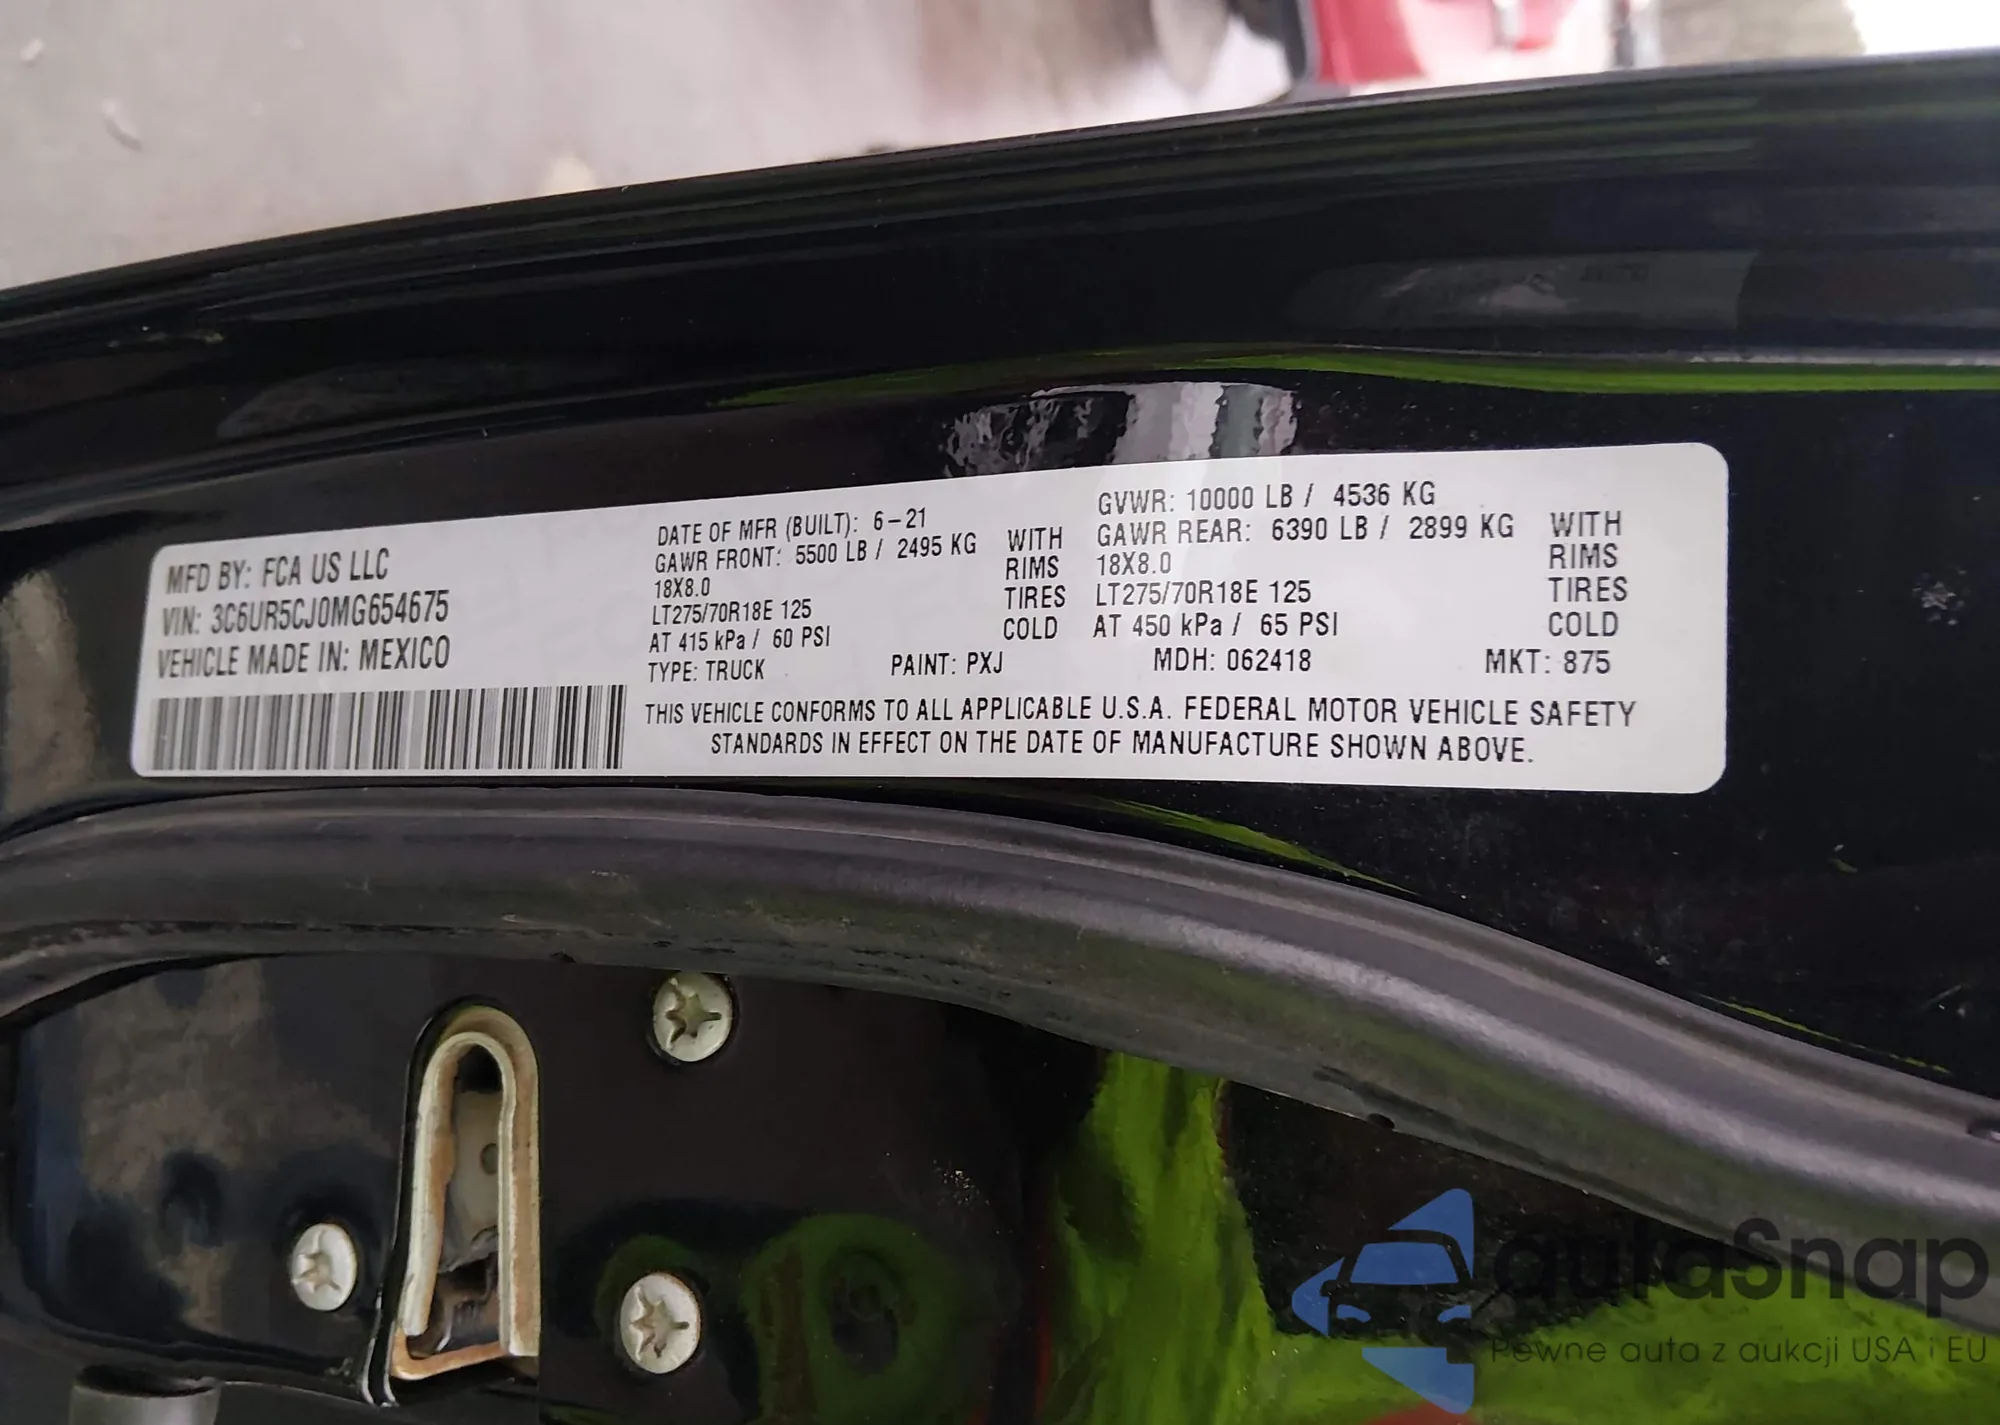 MFD BY: FCA US LLC
VIN: 3C6UR5CJ0MG654675
VEHICLE MADE IN: MEXICO
DATE OF MFR (BUILT): 6-21
GAWR FRONT: 5500 LB / 2495 KG WITH
18X8.0 RIMS
LT275/70R18E 125 TIRES
AT 415 kPa / 60 PSI COLD
GVWR: 10000 LB / 4536 KG
GAWR REAR: 6390 LB / 2899 KG WITH
18X8.0 RIMS
LT275/70R18E 125 TIRES
AT 450 kPa / 65 PSI COLD
TYPE: TRUCK PAINT: PXJ MDH: 062418 MKT: 875
THIS VEHICLE CONFORMS TO ALL APPLICABLE U.S.A. FEDERAL MOTOR VEHICLE SAFETY
STANDARDS IN EFFECT ON THE DATE OF MANUFACTURE SHOWN ABOVE.
autoSnap
Pewne auta z aukcji USA i EU